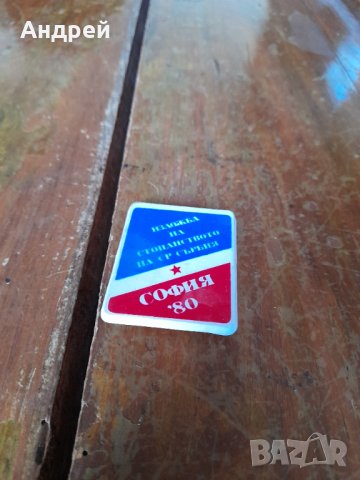 Андрей
ИЗЛОЖБА
НА
СТОПАНСТВОТО
НА СР СЪРБИЯ
СОФИЯ
'80
BAZAR